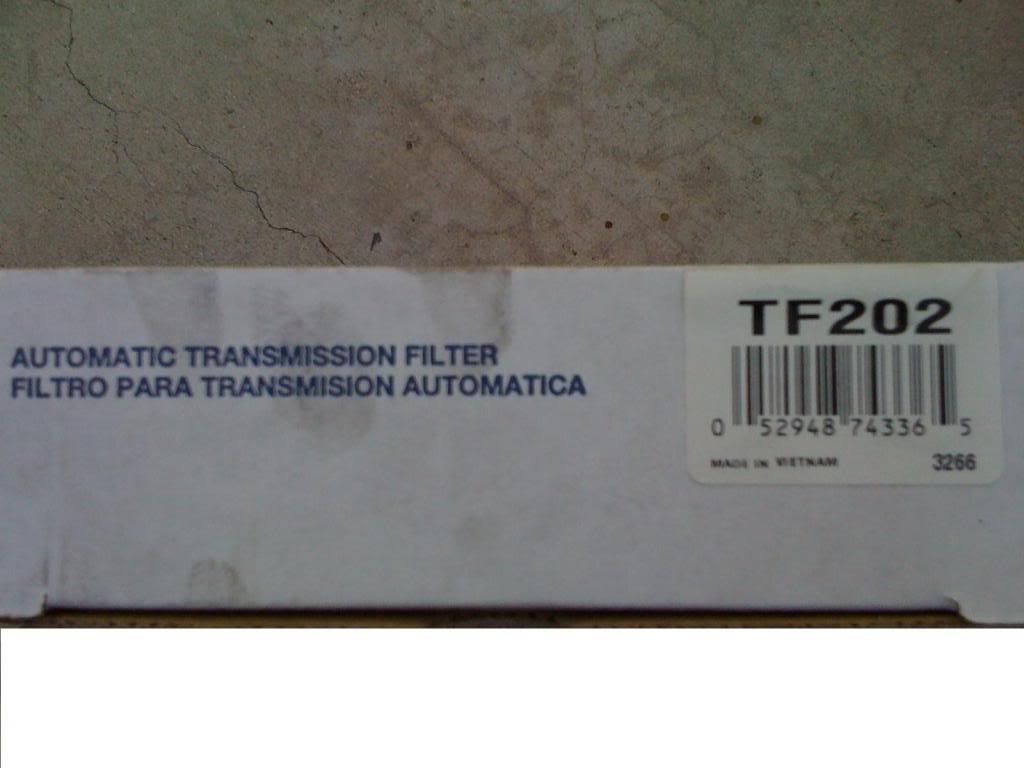 TF202
AUTOMATIC TRANSMISSION FILTER
FILTRO PARA TRANSMISION AUTOMATICA
0 52948 74336 5
MADE IN VIETNAM 3266